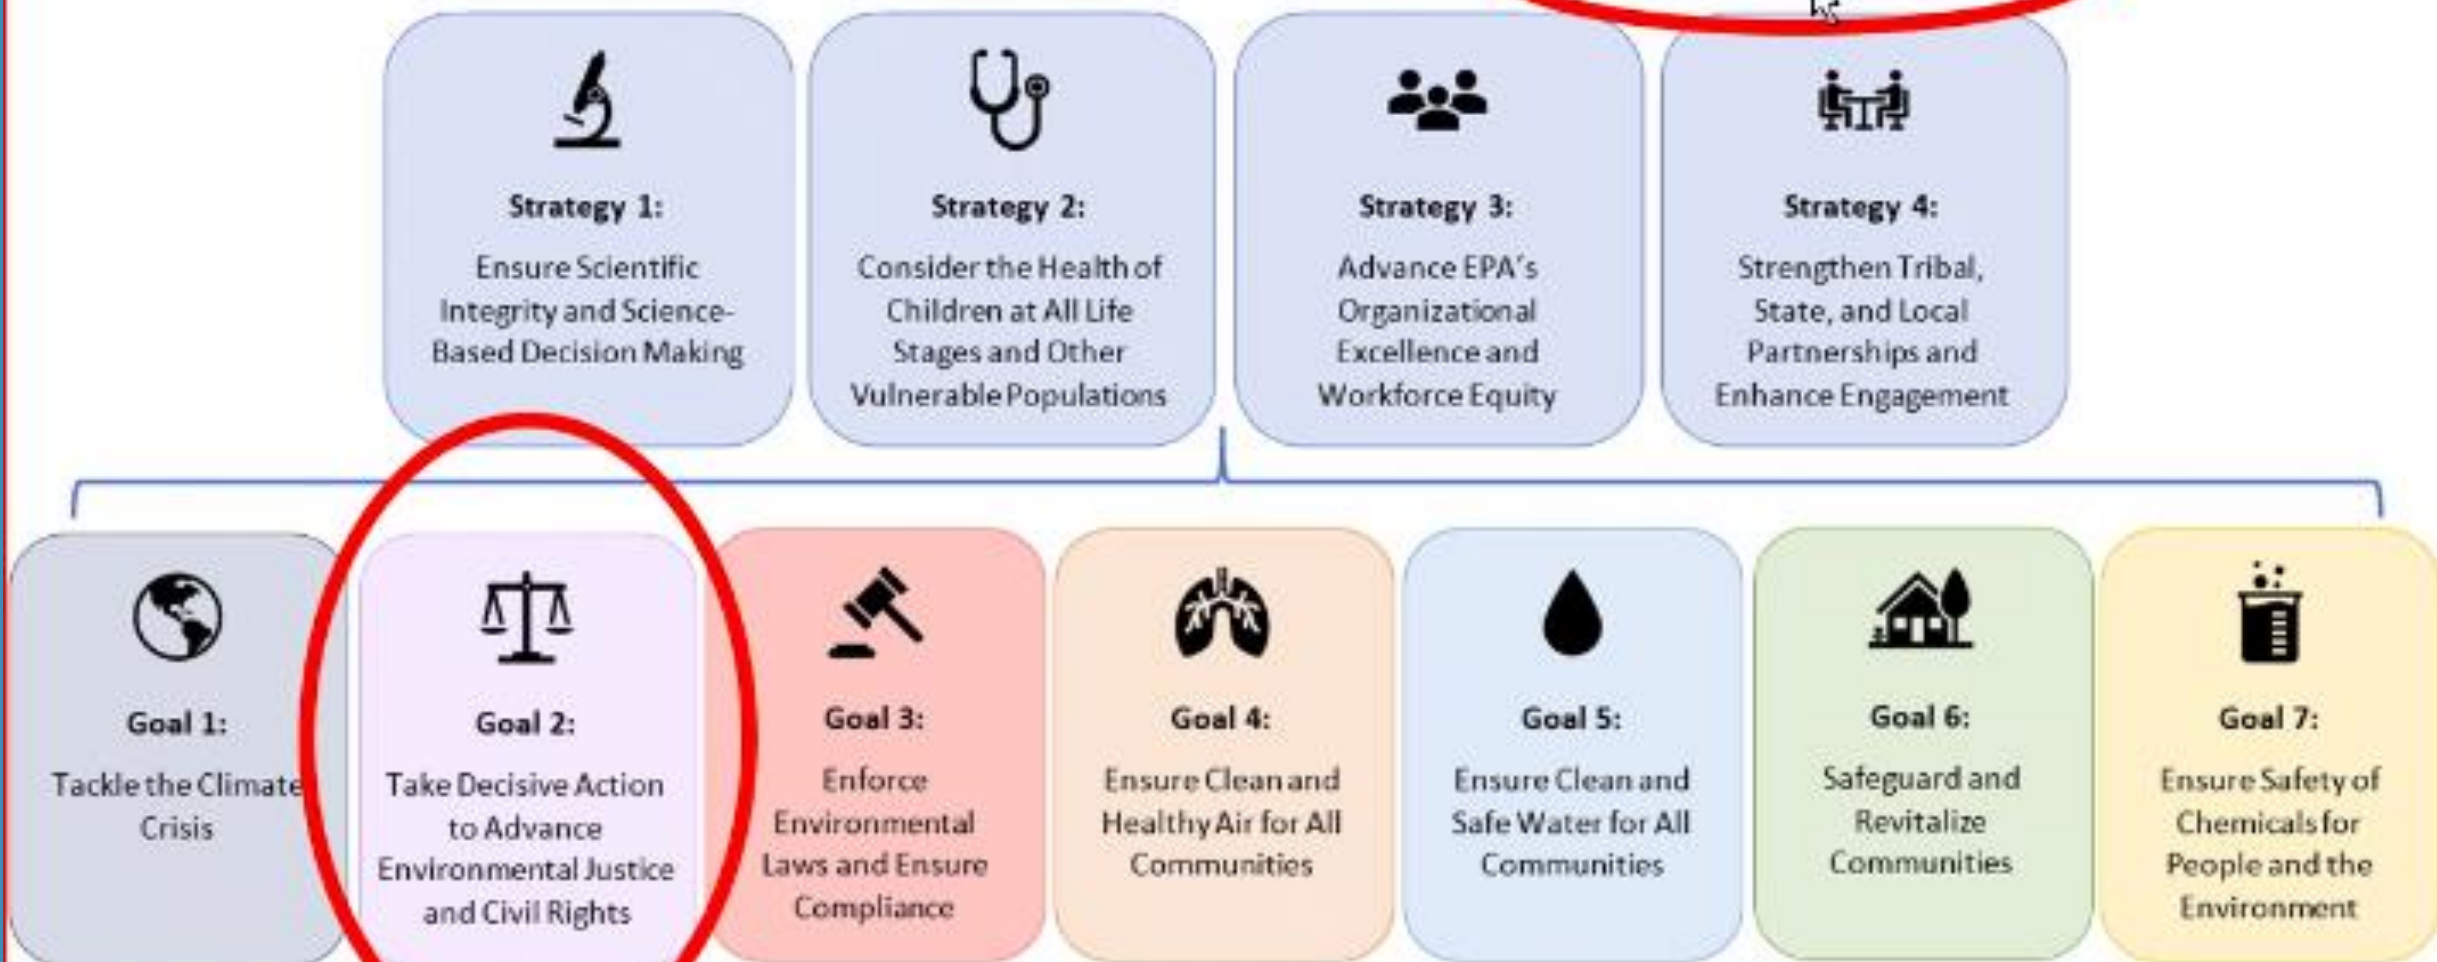 Strategy 1:
Ensure Scientific
Integrity and Science-
Based Decision Making
Strategy 2:
Consider the Health of
Children at All Life
Stages and Other
Vulnerable Populations
Strategy 3:
Advance EPA's
Organizational
Excellence and
Workforce Equity
Strategy 4:
Strengthen Tribal,
State, and Local
Partnerships and
Enhance Engagement
Goal 1:
Tackle the Climate
Crisis
Goal 2:
Take Decisive Action
to Advance
Environmental Justice
and Civil Rights
Goal 3:
Enforce
Environmental
Laws and Ensure
Compliance
Goal 4:
Ensure Clean and
Healthy Air for All
Communities
Goal 5:
Ensure Clean and
Safe Water for All
Communities
Goal 6:
Safeguard and
Revitalize
Communities
Goal 7:
Ensure Safety of
Chemicals for
People and the
Environment